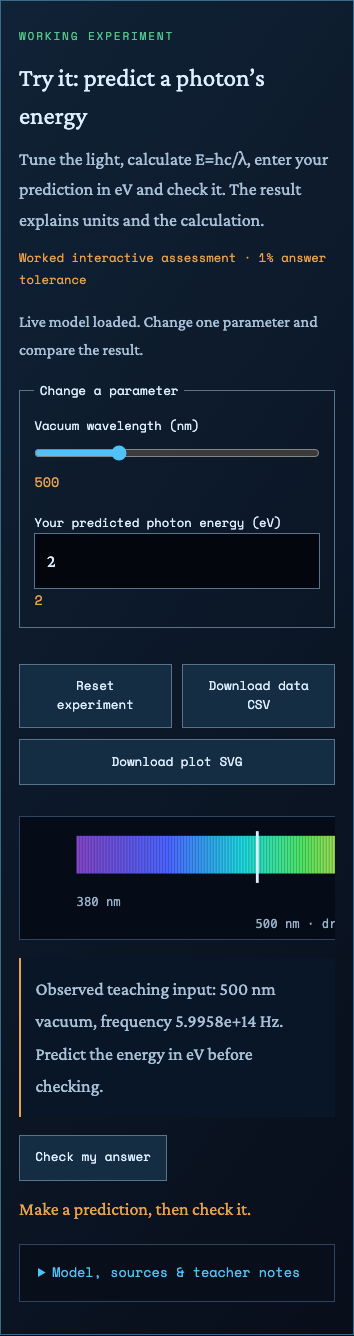 WORKING EXPERIMENT
Try it: predict a photon’s
energy
Tune the light, calculate E=hc/λ, enter your
prediction in eV and check it. The result
explains units and the calculation.
Worked interactive assessment · 1% answer
tolerance
Live model loaded. Change one parameter and
compare the result.
Change a parameter
Vacuum wavelength (nm)
500
Your predicted photon energy (eV)
2
2
Reset
experiment
Download data
CSV
Download plot SVG
380 nm
500 nm · dr
Observed teaching input: 500 nm
vacuum, frequency 5.9958e+14 Hz.
Predict the energy in eV before
checking.
Check my answer
Make a prediction, then check it.
Model, sources & teacher notes